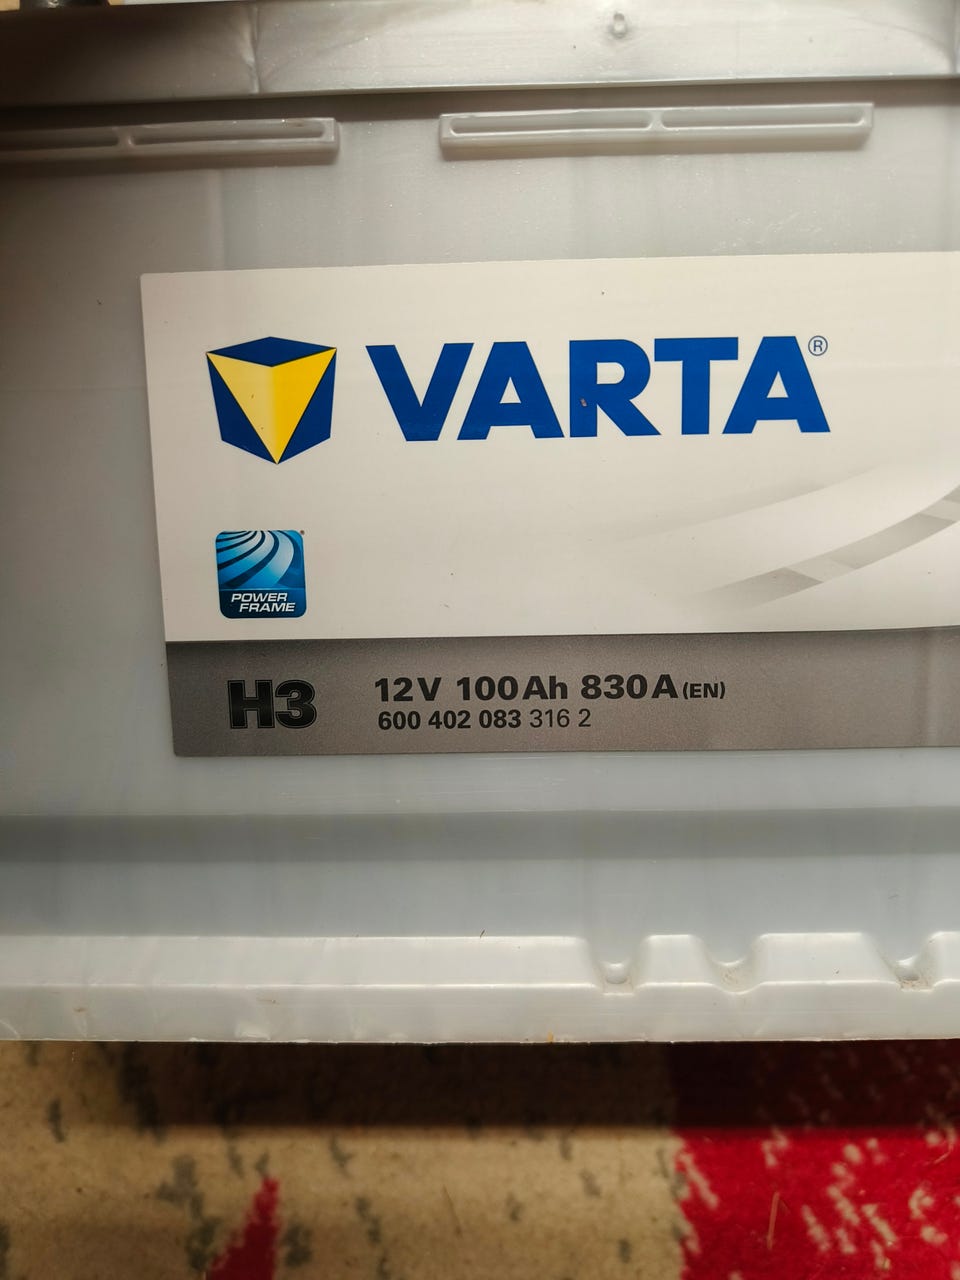 VARTA®
POWER
FRAME
H3
12V 100Ah 830A (EN)
600 402 083 316 2